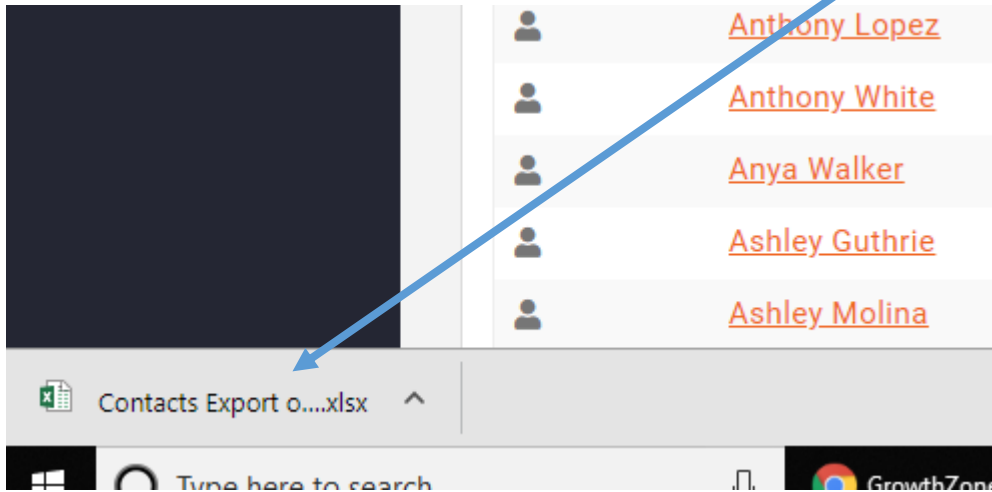 Anthony Lopez
Anthony White
Anya Walker
Ashley Guthrie
Ashley Molina
Contacts Export o....xlsx
Type here to search
GrowthZone